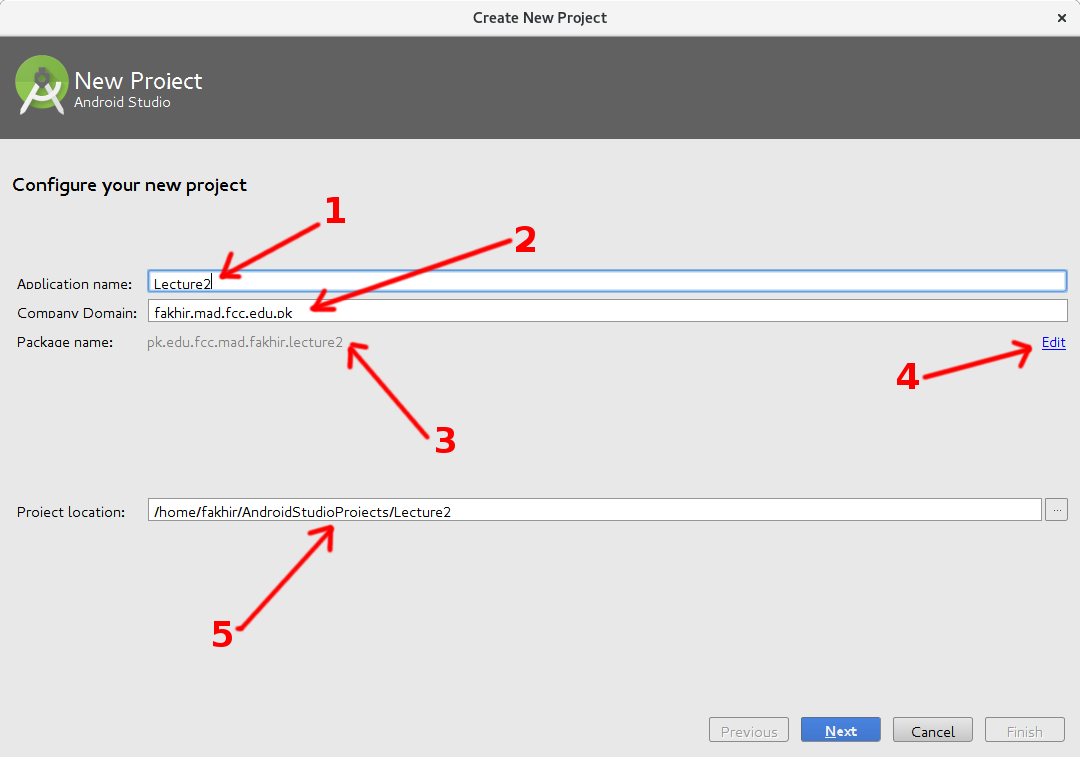 Create New Project
×
New Project
Android Studio
Configure your new project
1
2
Application name: Lecture2
Company Domain: fakhir.mad.fcc.edu.pk
Package name: pk.edu.fcc.mad.fakhir.lecture2 Edit
4
3
Project location: /home/fakhir/AndroidStudioProjects/Lecture2 ...
5
Previous Next Cancel Finish